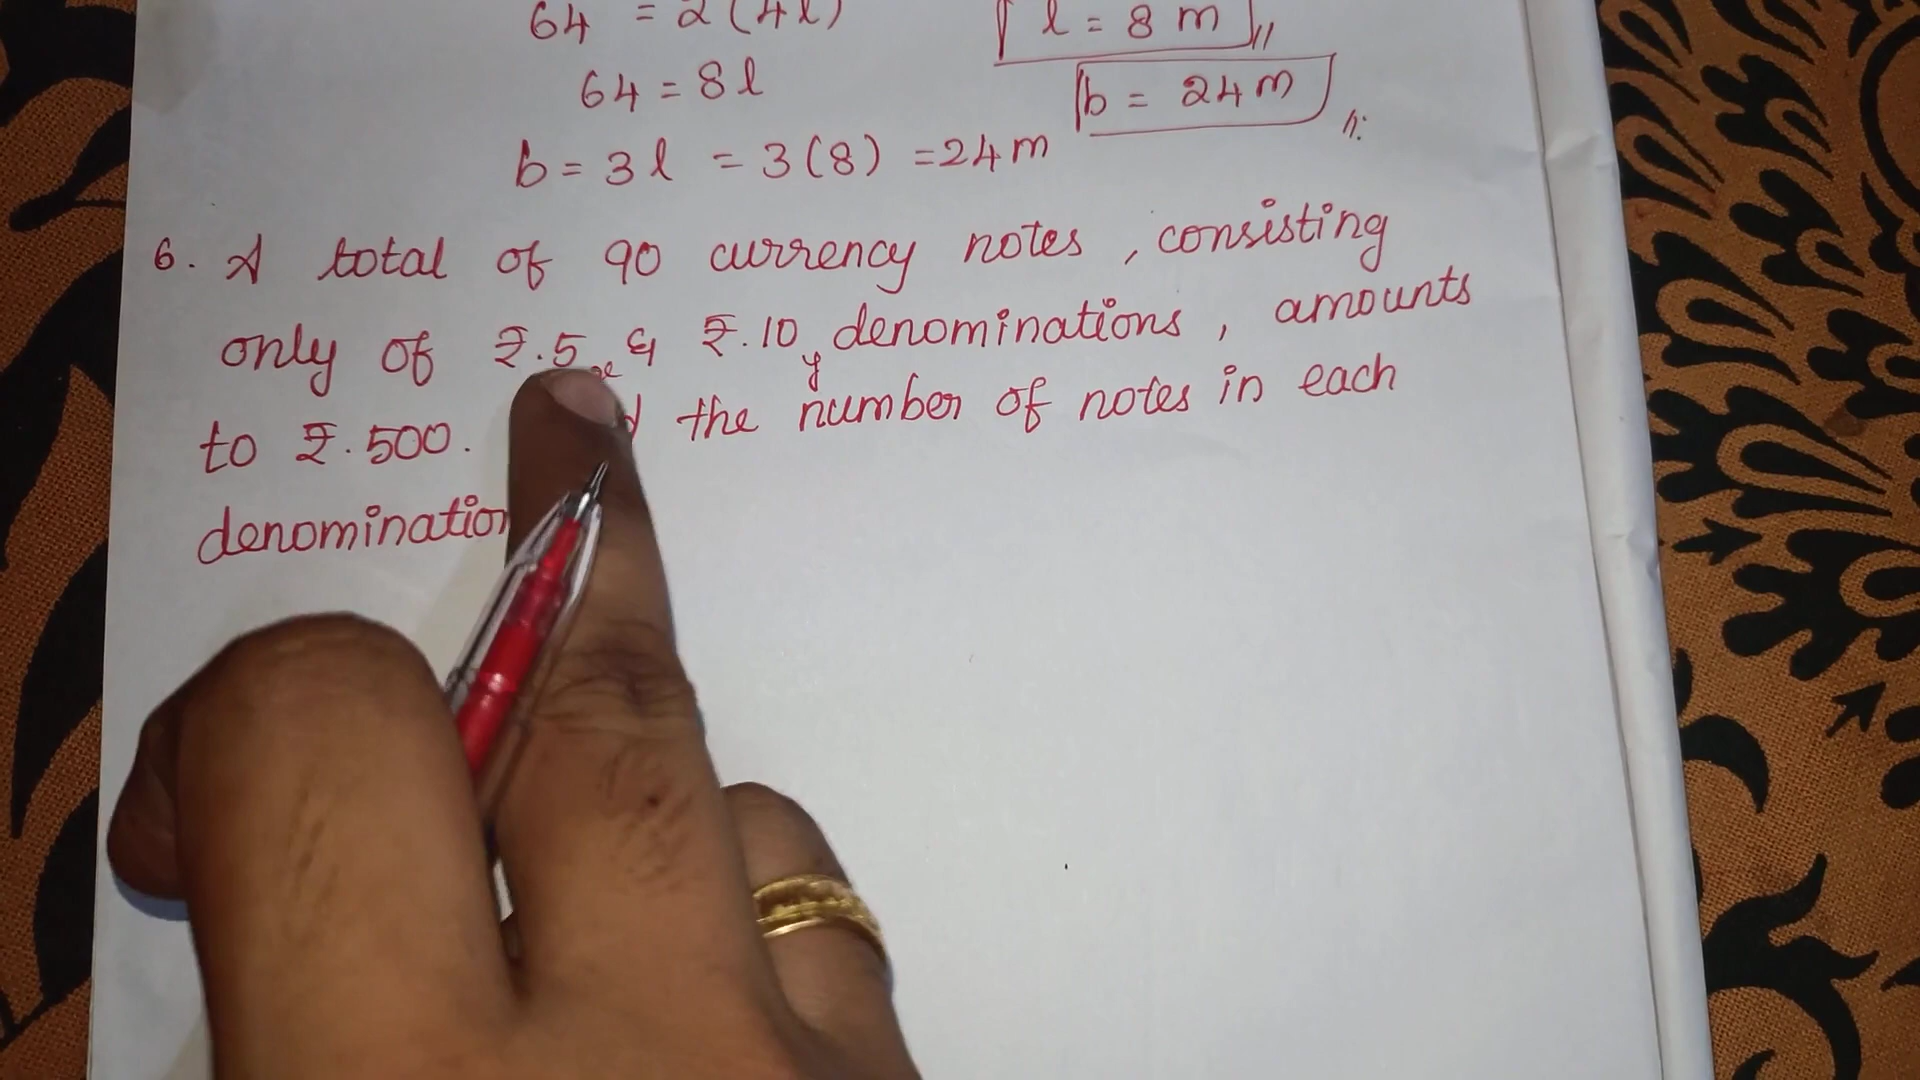 64 = 2(4l)
l = 8 m
64 = 8l
b = 24m
b = 3l = 3(8) = 24m
6. A total of 90 currency notes, consisting
only of ₹.5 x & ₹.10 y denominations, amounts
to ₹.500. the number of notes in each
denomination